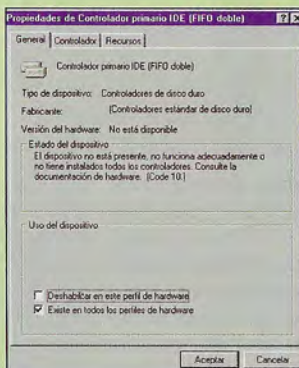 Propiedades de Controlador primario IDE (FIFO doble)
General Controlador Recursos
Controlador primario IDE (FIFO doble)
Tipo de dispositivo: Controladores de disco duro
Fabricante: (Controladores estándar de disco duro)
Versión del hardware: No está disponible
Estado del dispositivo
El dispositivo no está presente, no funciona adecuadamente o
no tiene instalados todos los controladores. Consulte la
documentación de hardware. (Code 10.)
Uso del dispositivo
Deshabilitar en este perfil de hardware
Existe en todos los perfiles de hardware
Aceptar Cancelar